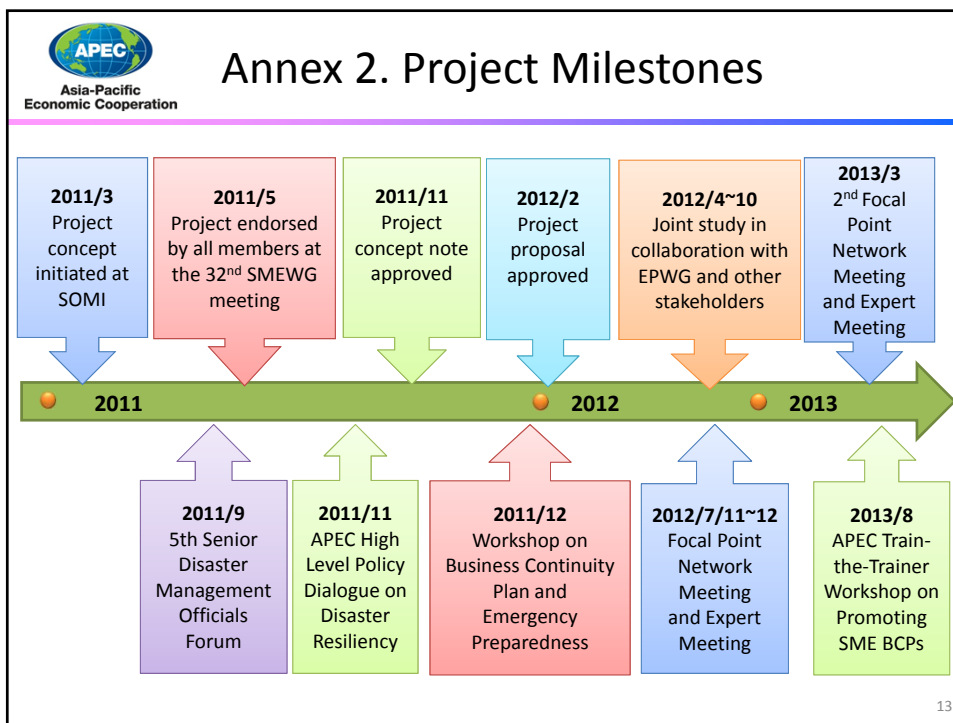 APEC
Asia-Pacific
Economic Cooperation
Annex 2. Project Milestones
2011/3
Project
concept
initiated at
SOMI
2011/5
Project endorsed
by all members at
the 32nd SMEWG
meeting
2011/11
Project
concept note
approved
2012/2
Project
proposal
approved
2012/4~10
Joint study in
collaboration with
EPWG and other
stakeholders
2013/3
2nd Focal
Point
Network
Meeting
and Expert
Meeting
2011
2012
2013
2011/9
5th Senior
Disaster
Management
Officials
Forum
2011/11
APEC High
Level Policy
Dialogue on
Disaster
Resiliency
2011/12
Workshop on
Business Continuity
Plan and
Emergency
Preparedness
2012/7/11~12
Focal Point
Network
Meeting
and Expert
Meeting
2013/8
APEC Train-
the-Trainer
Workshop on
Promoting
SME BCPs
13